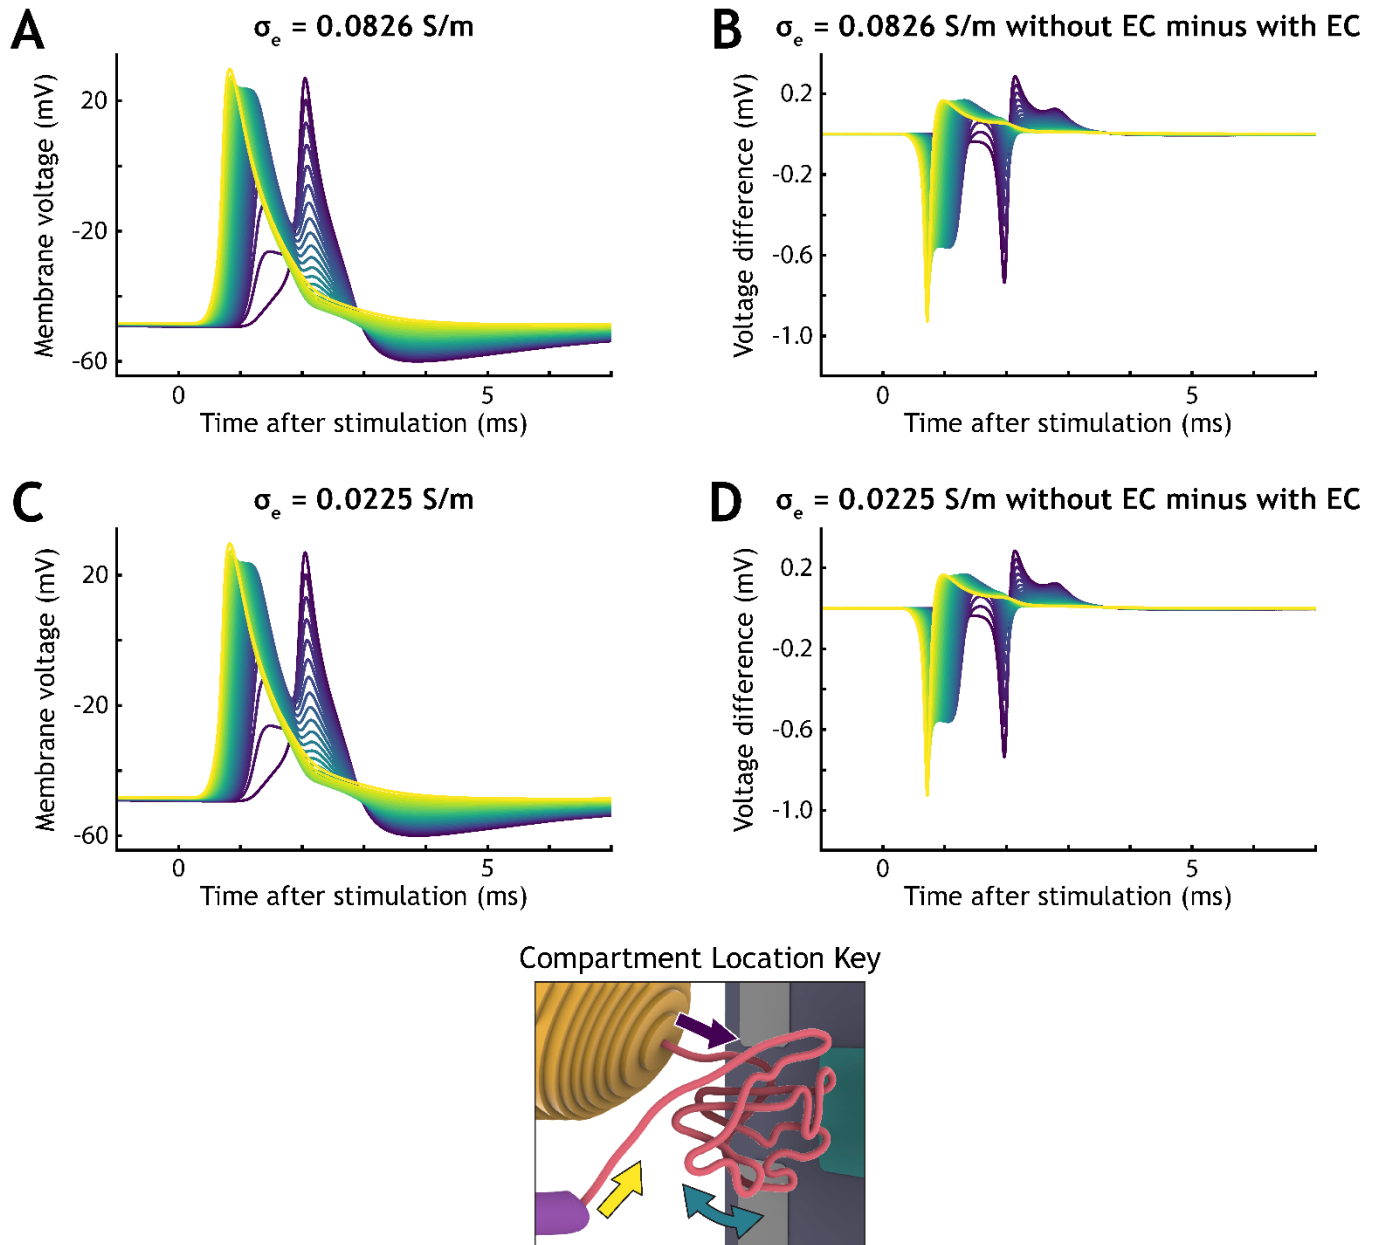 A
σe = 0.0826 S/m
Membrane voltage (mV)
20
-20
-60
0
5
Time after stimulation (ms)
B
σe = 0.0826 S/m without EC minus with EC
Voltage difference (mV)
0.2
-0.2
-0.6
-1.0
0
5
Time after stimulation (ms)
C
σe = 0.0225 S/m
Membrane voltage (mV)
20
-20
-60
0
5
Time after stimulation (ms)
D
σe = 0.0225 S/m without EC minus with EC
Voltage difference (mV)
0.2
-0.2
-0.6
-1.0
0
5
Time after stimulation (ms)
Compartment Location Key